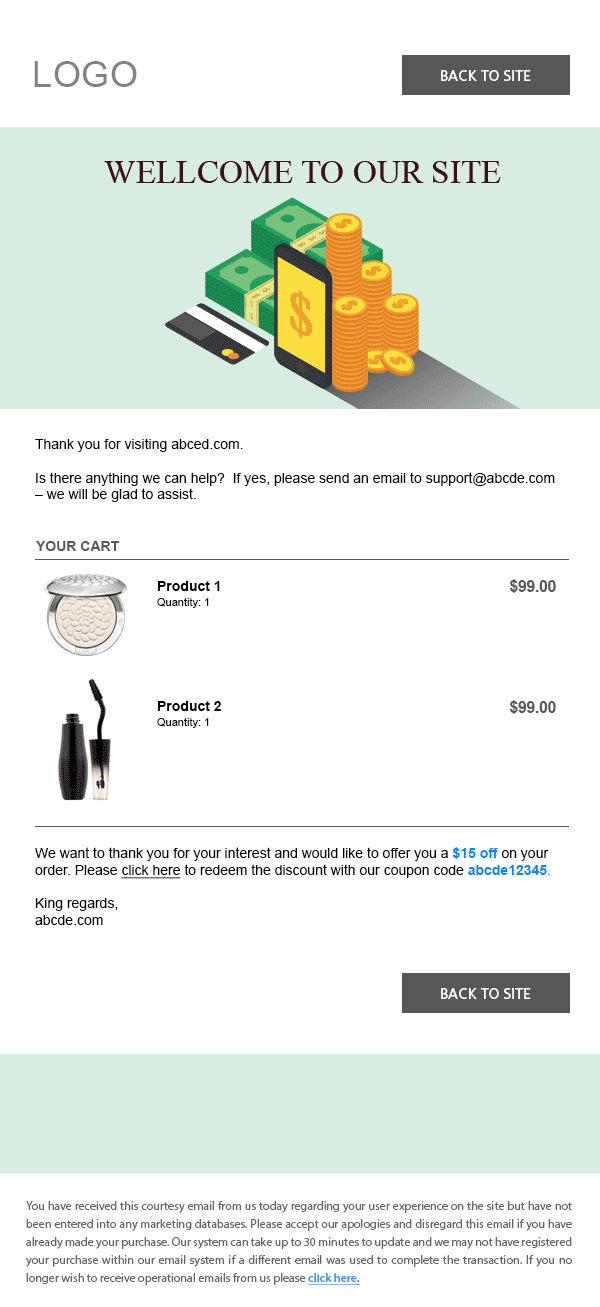 LOGO
BACK TO SITE
WELLCOME TO OUR SITE
Thank you for visiting abced.com.
Is there anything we can help?  If yes, please send an email to support@abcde.com
– we will be glad to assist.
YOUR CART
Product 1
$99.00
Quantity: 1
Product 2
$99.00
Quantity: 1
We want to thank you for your interest and would like to offer you a $15 off on your
order. Please click here to redeem the discount with our coupon code abcde12345.
King regards,
abcde.com
BACK TO SITE
You have received this courtesy email from us today regarding your user experience on the site but have not
been entered into any marketing databases. Please accept our apologies and disregard this email if you have
already made your purchase. Our system can take up to 30 minutes to update and we may not have registered
your purchase within our email system if a different email was used to complete the transaction. If you no
longer wish to receive operational emails from us please click here.